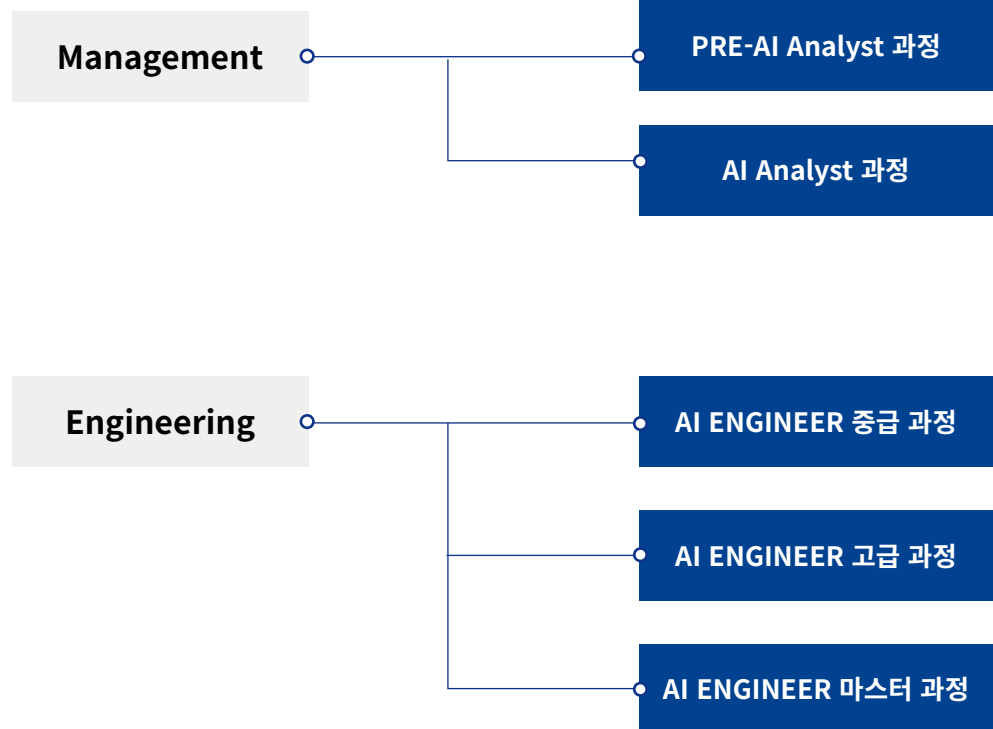 Management
PRE-AI Analyst 과정
AI Analyst 과정
Engineering
AI ENGINEER 중급 과정
AI ENGINEER 고급 과정
AI ENGINEER 마스터 과정